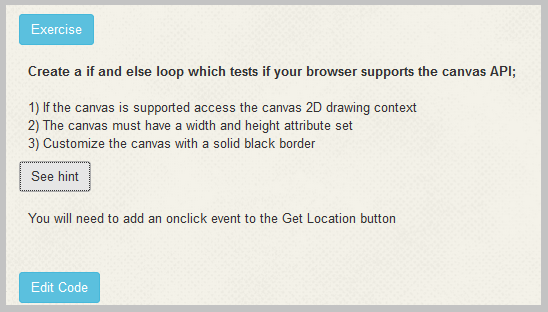 Exercise
Create a if and else loop which tests if your browser supports the canvas API;
1) If the canvas is supported access the canvas 2D drawing context
2) The canvas must have a width and height attribute set
3) Customize the canvas with a solid black border
See hint
You will need to add an onclick event to the Get Location button
Edit Code